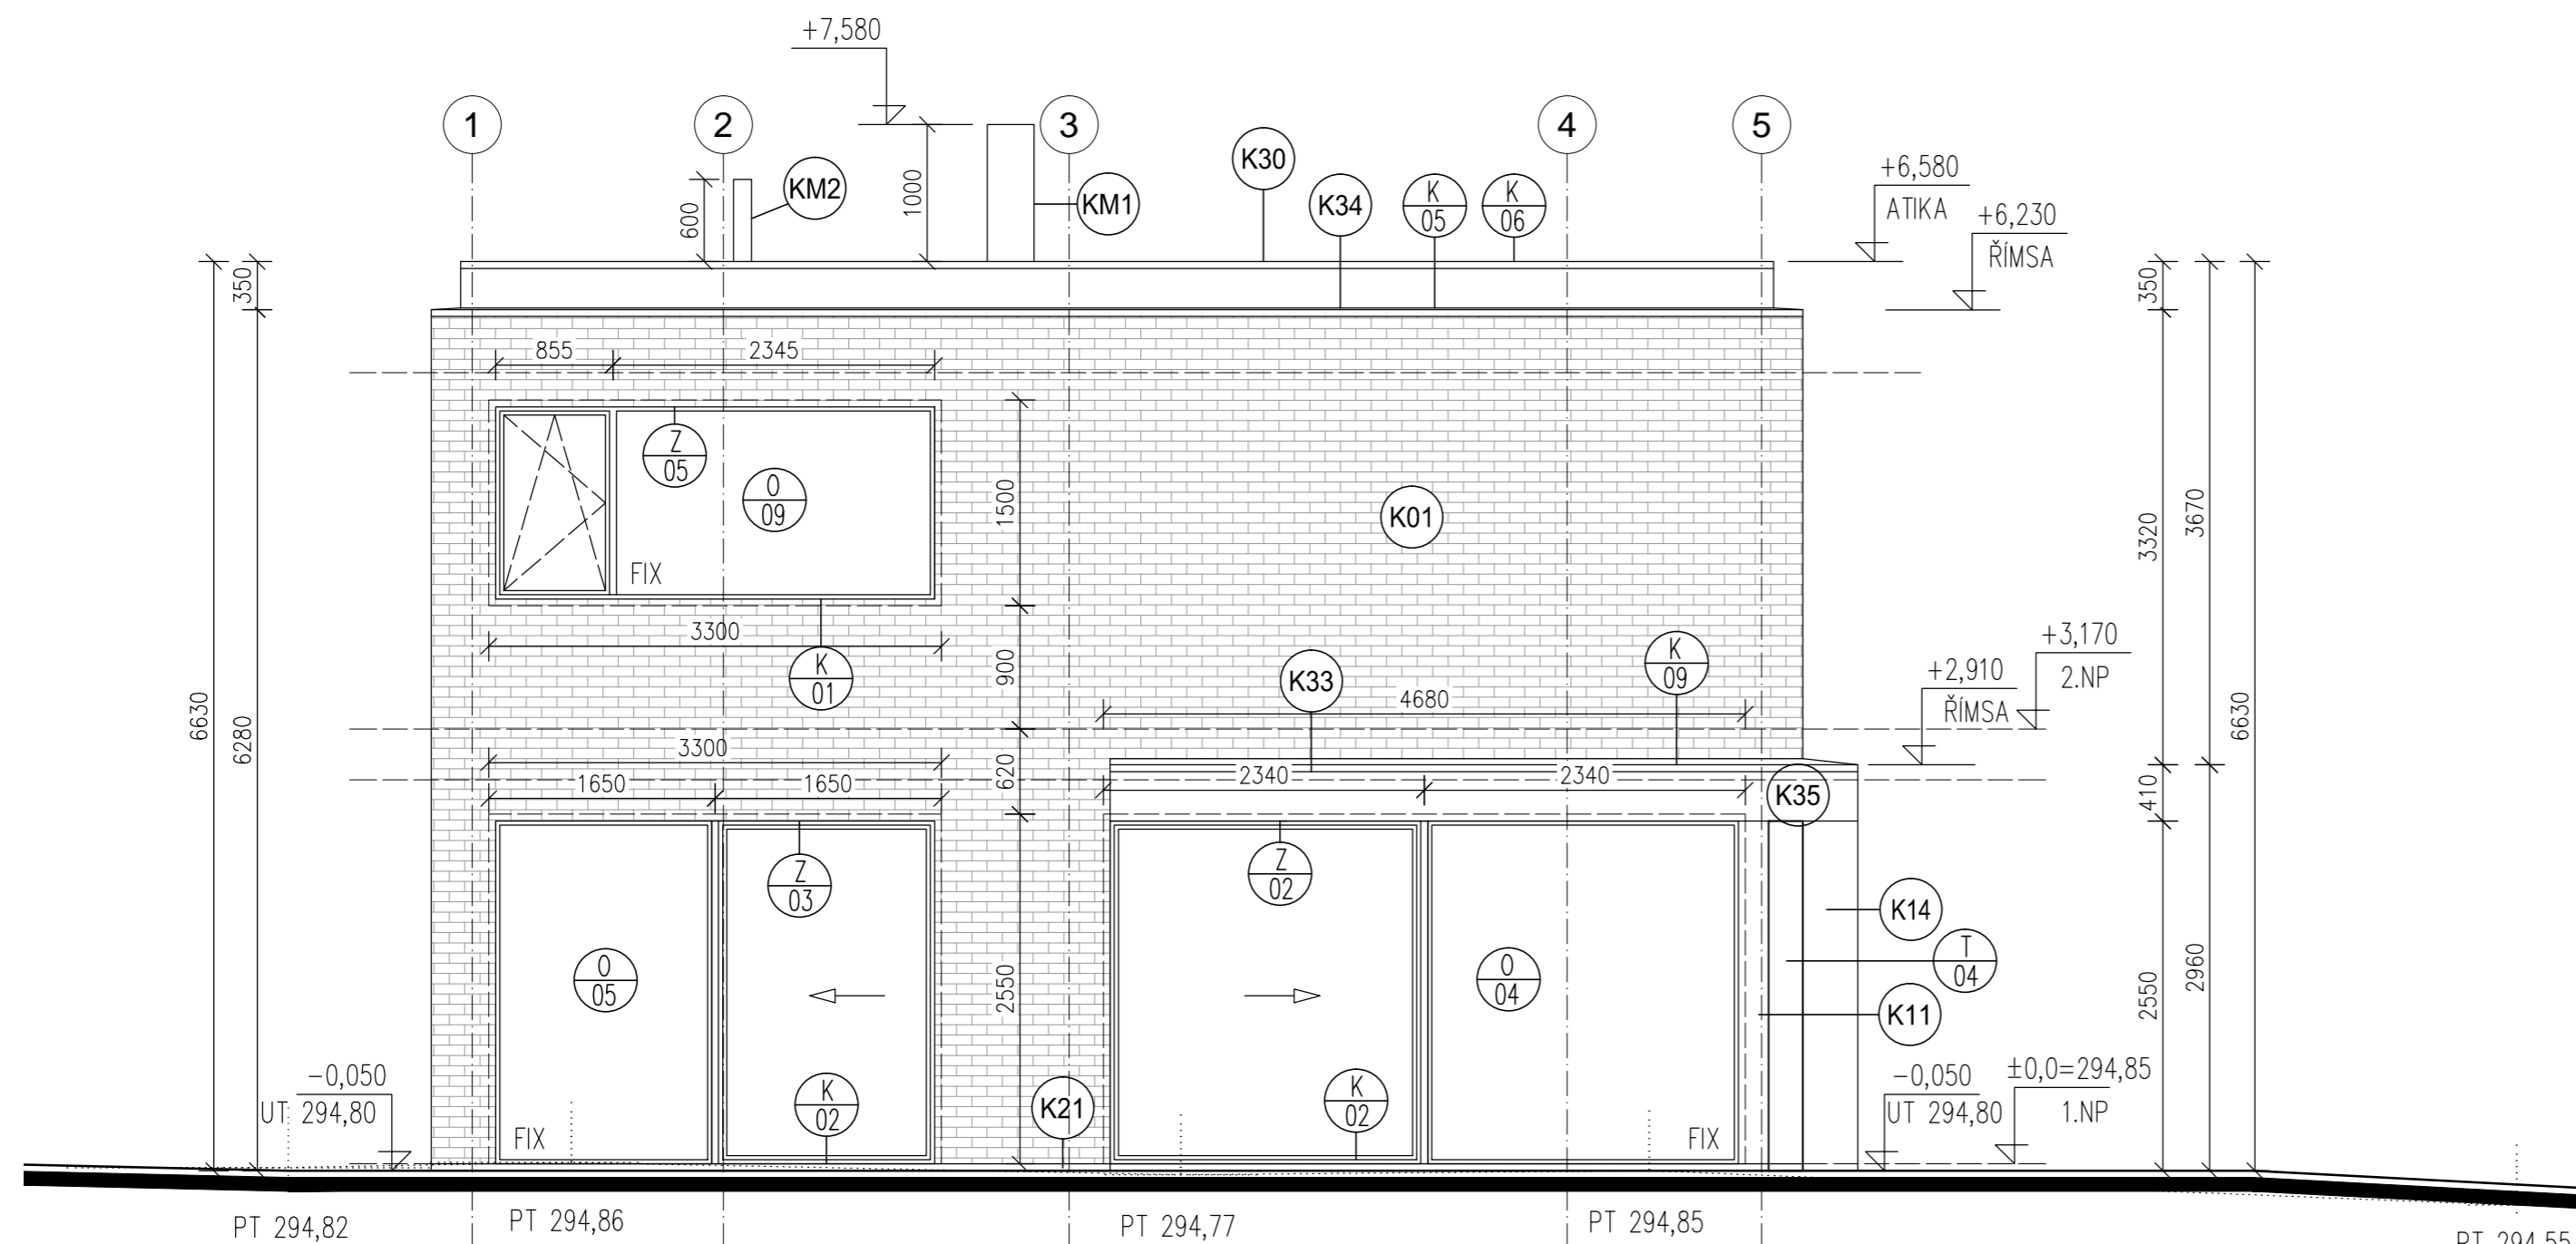 +7,580
1
2
3
4
5
KM2
KM1
600
1000
K30
K34
K
05
K
06
+6,580
ATIKA
+6,230
ŘÍMSA
350
350
855
2345
Z
05
O
09
FIX
1500
K01
3320
3670
3300
K
01
900
K33
K
09
4680
+3,170
2.NP
+2,910
ŘÍMSA
6630
6280
6630
3300
1650
1650
620
2340
2340
K35
410
Z
03
Z
02
K14
O
05
O
04
T
04
2550
2550
2960
K11
-0,050
UT 294,80
FIX
K
02
K21
K
02
FIX
-0,050
UT 294,80
±0,0=294,85
1.NP
PT 294,82
PT 294,86
PT 294,77
PT 294,85
PT 294,55